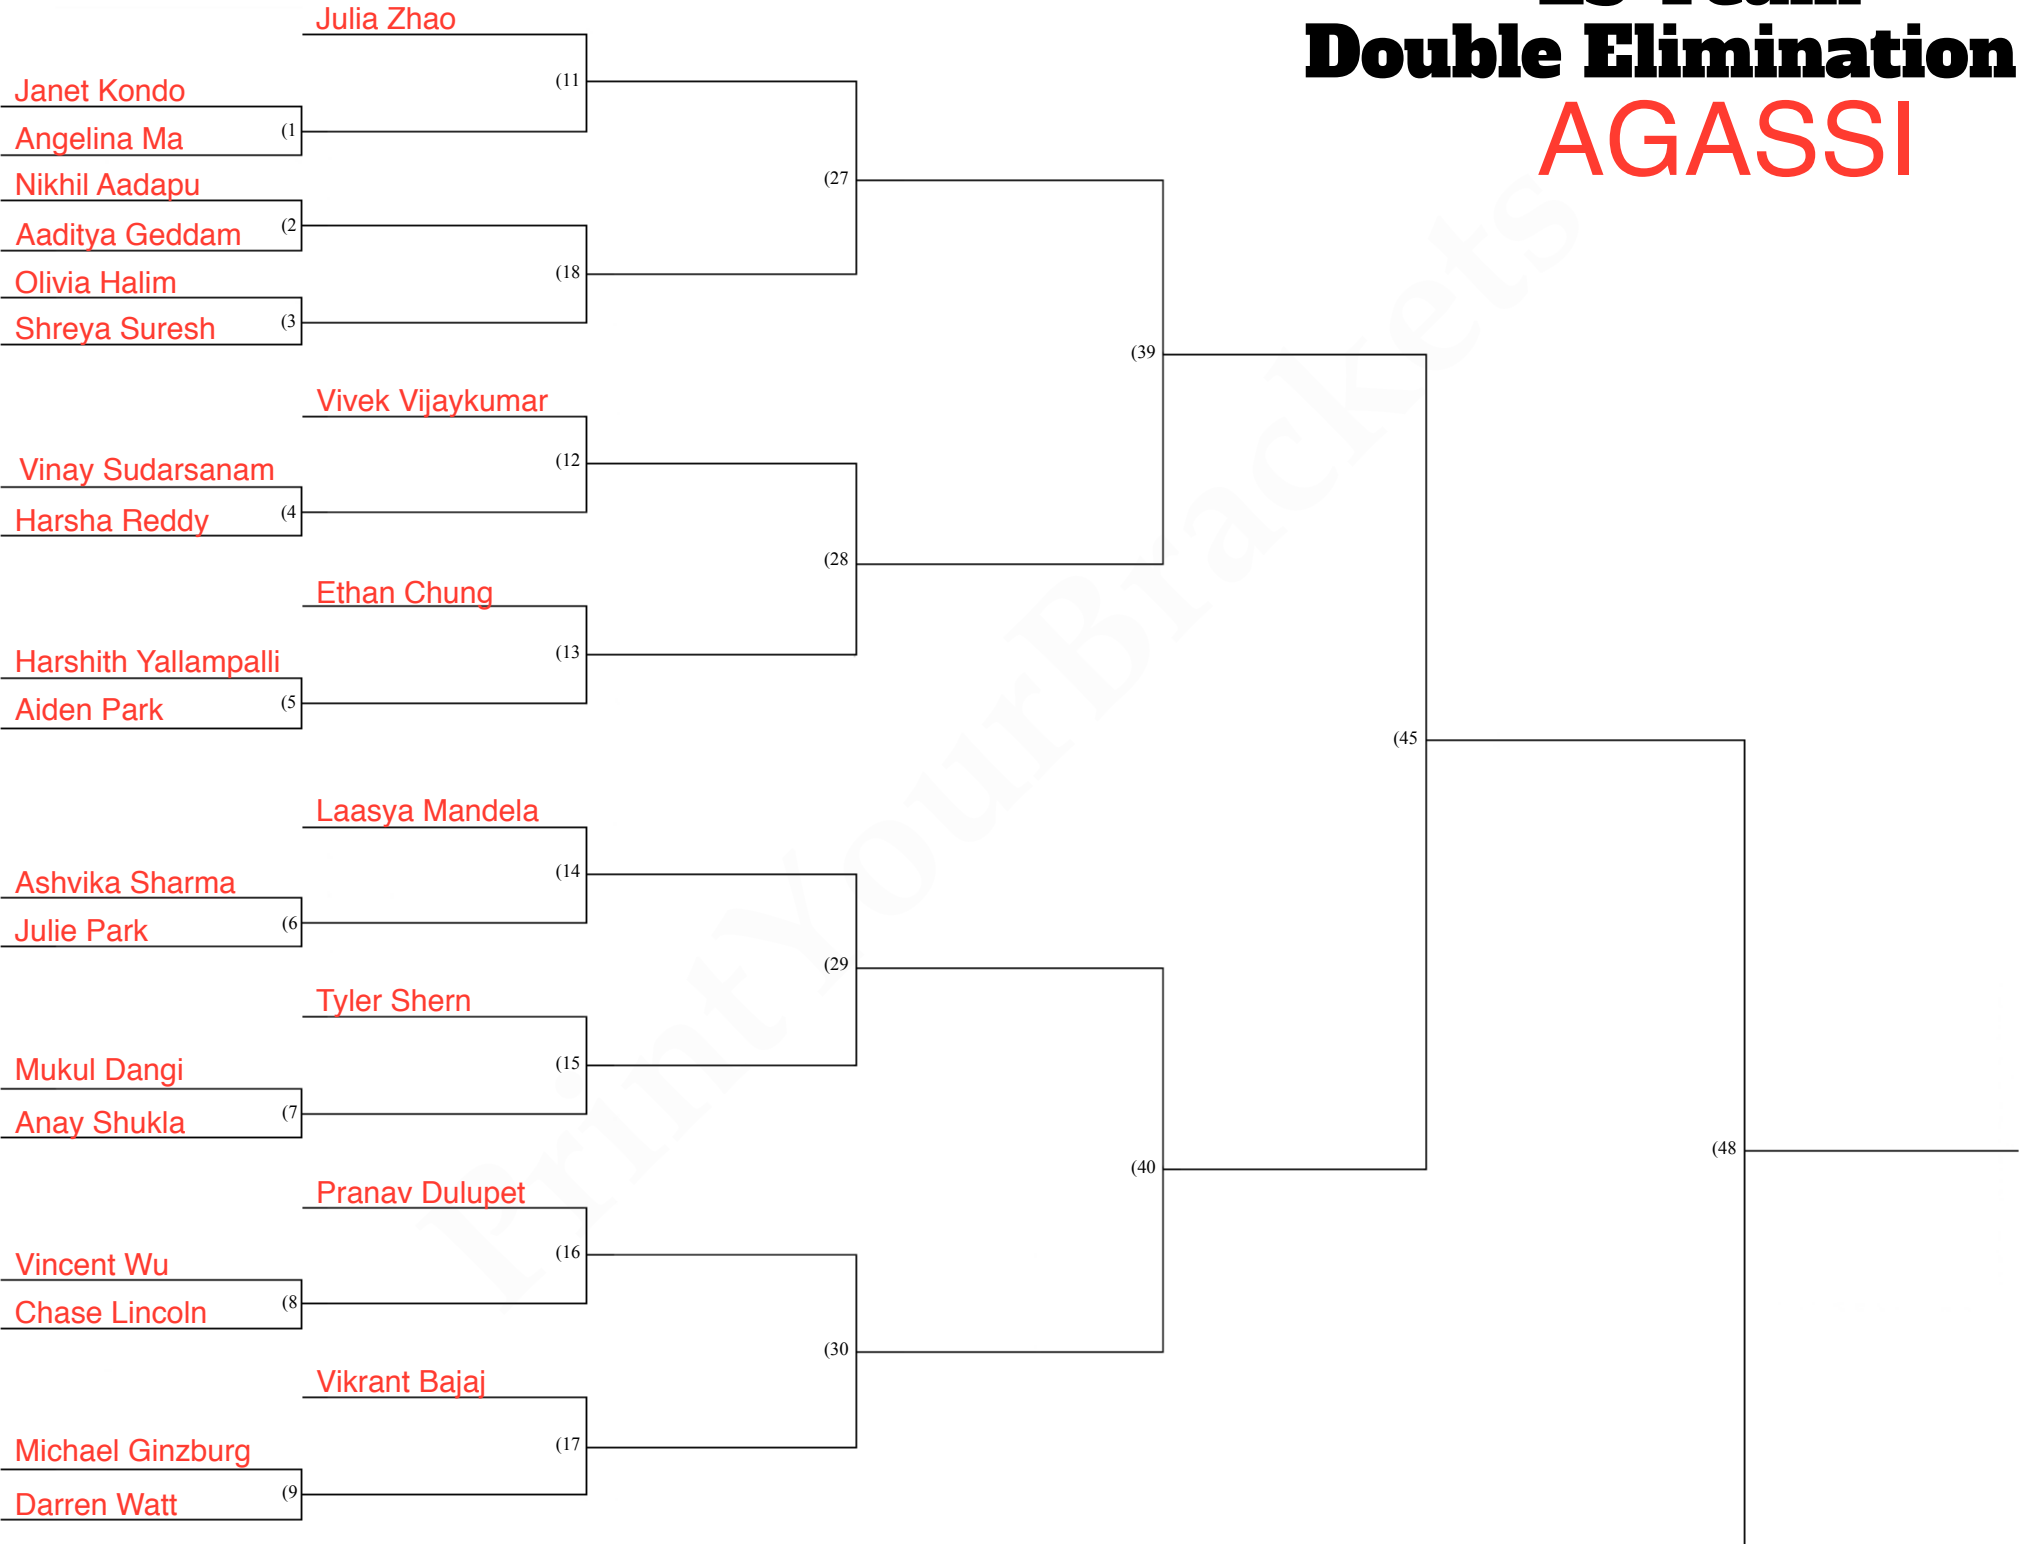 Double Elimination
AGASSI
Julia Zhao
(11
Janet Kondo
(1
Angelina Ma
(27
Nikhil Aadapu
(2
Aaditya Geddam
(18
Olivia Halim
(3
Shreya Suresh
(39
Vivek Vijaykumar
(12
Vinay Sudarsanam
(4
Harsha Reddy
(28
Ethan Chung
(13
Harshith Yallampalli
(5
Aiden Park
(45
Laasya Mandela
(14
Ashvika Sharma
(6
Julie Park
(29
Tyler Shern
(15
Mukul Dangi
(7
Anay Shukla
(48
(40
Pranav Dulupet
(16
Vincent Wu
(8
Chase Lincoln
(30
Vikrant Bajaj
(17
Michael Ginzburg
(9
Darren Watt
PrintYourBrackets